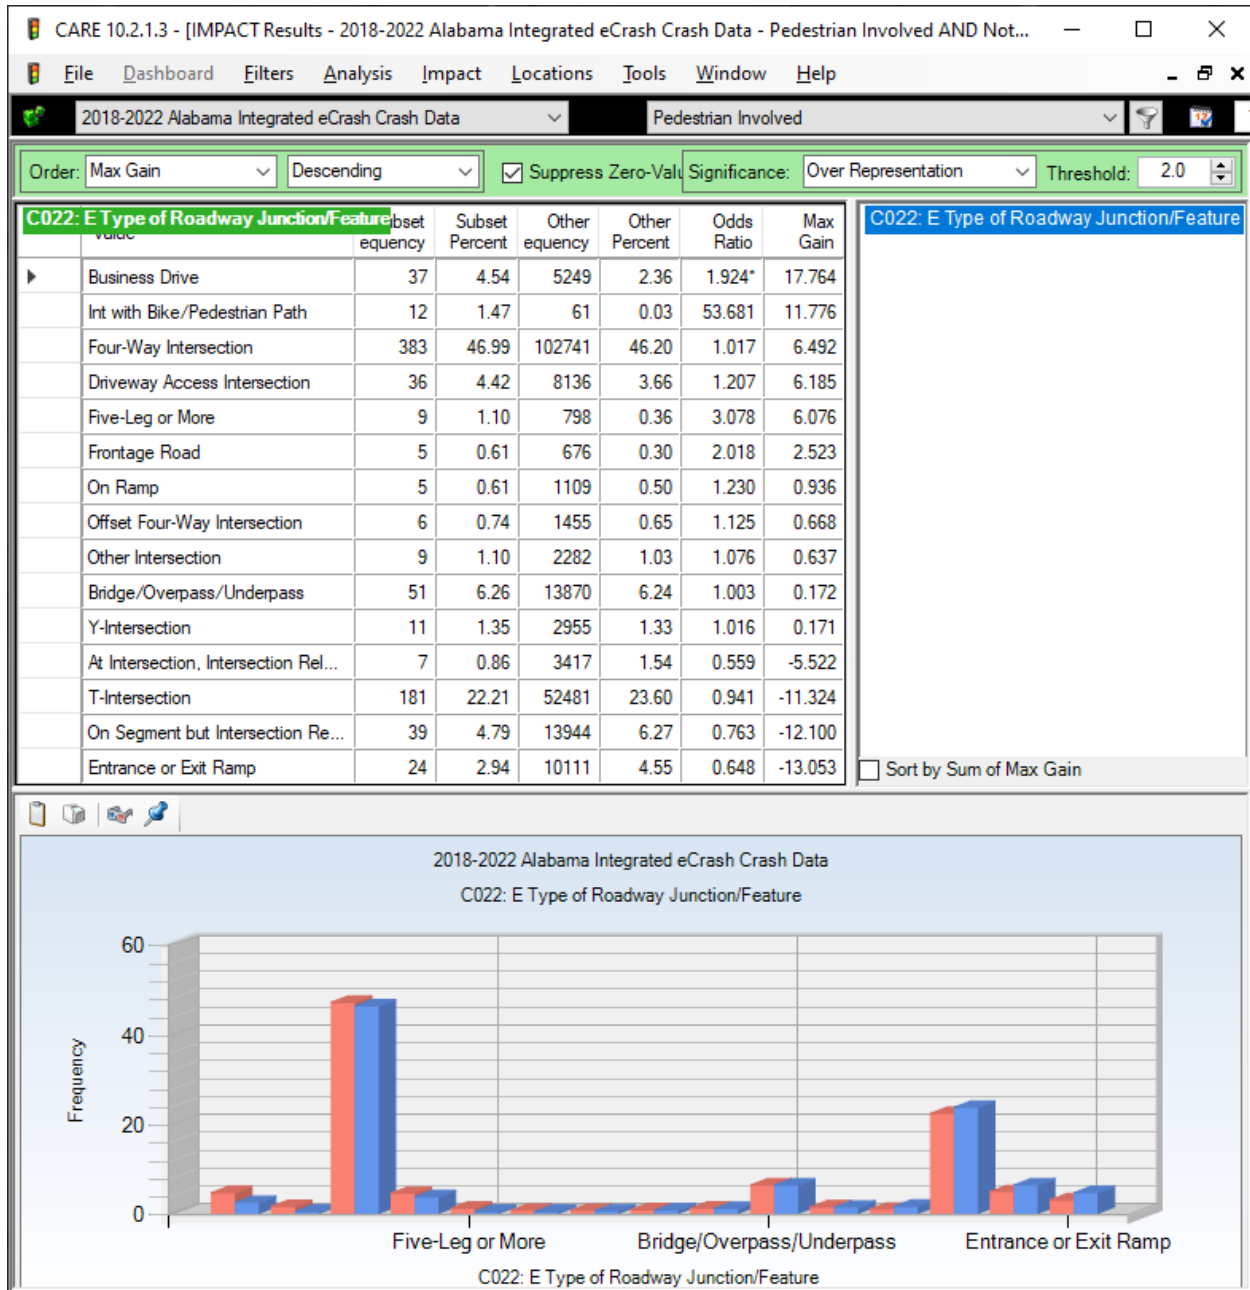 CARE 10.2.1.3 - [IMPACT Results - 2018-2022 Alabama Integrated eCrash Crash Data - Pedestrian Involved AND Not...
File Dashboard Filters Analysis Impact Locations Tools Window Help
2018-2022 Alabama Integrated eCrash Crash Data Pedestrian Involved
Order: Max Gain Descending Suppress Zero-Valu Significance: Over Representation Threshold: 2.0
C022: E Type of Roadway Junction/Feature
bset equency Subset Percent Other equency Other Percent Odds Ratio Max Gain
Business Drive 37 4.54 5249 2.36 1.924* 17.764
Int with Bike/Pedestrian Path 12 1.47 61 0.03 53.681 11.776
Four-Way Intersection 383 46.99 102741 46.20 1.017 6.492
Driveway Access Intersection 36 4.42 8136 3.66 1.207 6.185
Five-Leg or More 9 1.10 798 0.36 3.078 6.076
Frontage Road 5 0.61 676 0.30 2.018 2.523
On Ramp 5 0.61 1109 0.50 1.230 0.936
Offset Four-Way Intersection 6 0.74 1455 0.65 1.125 0.668
Other Intersection 9 1.10 2282 1.03 1.076 0.637
Bridge/Overpass/Underpass 51 6.26 13870 6.24 1.003 0.172
Y-Intersection 11 1.35 2955 1.33 1.016 0.171
At Intersection, Intersection Rel... 7 0.86 3417 1.54 0.559 -5.522
T-Intersection 181 22.21 52481 23.60 0.941 -11.324
On Segment but Intersection Re... 39 4.79 13944 6.27 0.763 -12.100
Entrance or Exit Ramp 24 2.94 10111 4.55 0.648 -13.053
C022: E Type of Roadway Junction/Feature
Sort by Sum of Max Gain
2018-2022 Alabama Integrated eCrash Crash Data
C022: E Type of Roadway Junction/Feature
Frequency
60
40
20
0
Five-Leg or More Bridge/Overpass/Underpass Entrance or Exit Ramp
C022: E Type of Roadway Junction/Feature